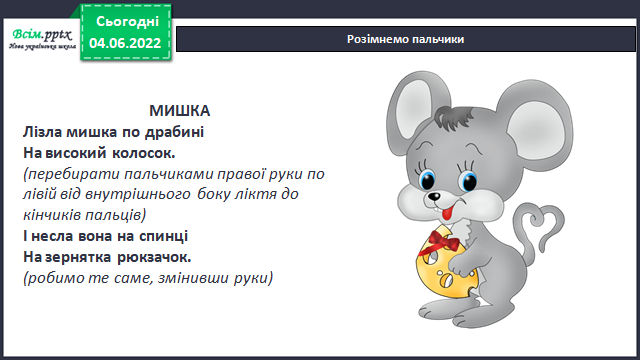 Всім.pptx
Нова українська школа
Сьогодні
04.06.2022
Розімнемо пальчики
МИШКА
Лізла мишка по драбині
На високий колосок.
(перебирати пальчиками правої руки по
лівій від внутрішнього боку ліктя до
кінчиків пальців)
І несла вона на спинці
На зернятка рюкзачок.
(робимо те саме, змінивши руки)